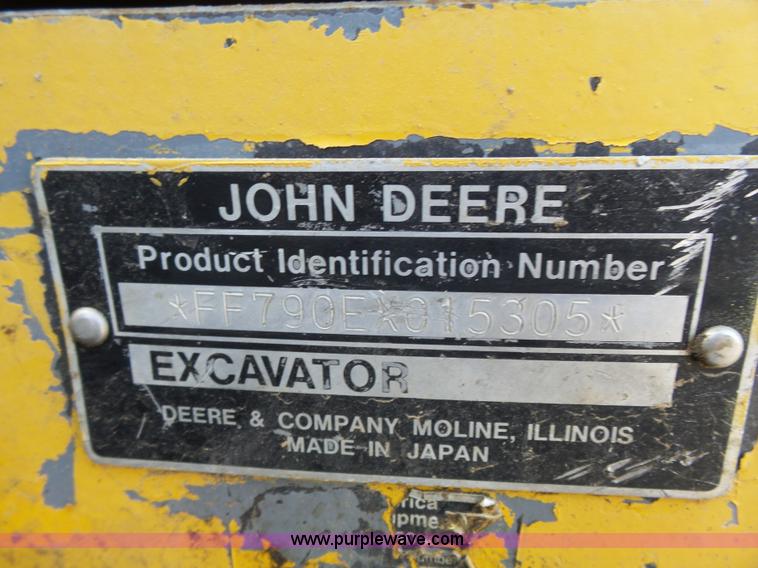 JOHN DEERE
Product Identification Number
*FF790EX015305*
EXCAVATOR
DEERE & COMPANY MOLINE, ILLINOIS
MADE IN JAPAN
www.purplewave.com